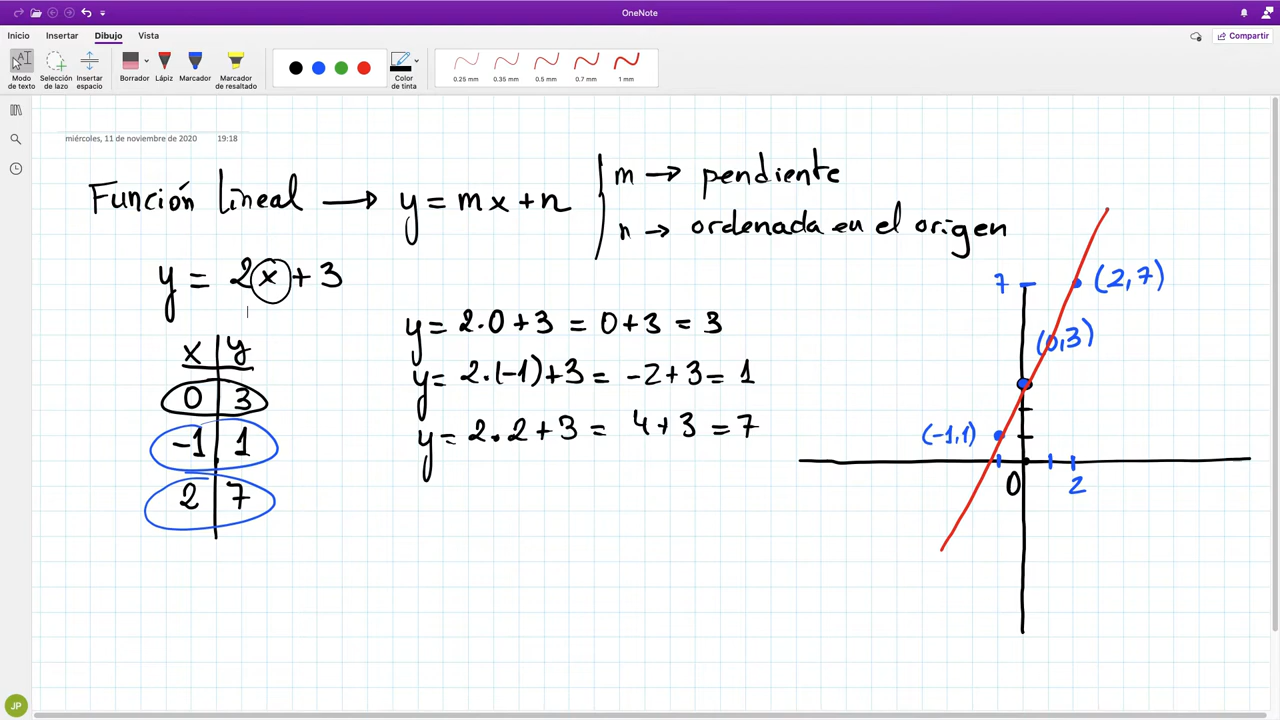 OneNote
Inicio Insertar Dibujo Vista
Compartir
Modo de texto
Selección de lazo
Insertar espacio
Borrador
Lápiz
Marcador
Marcador de resaltado
Color de tinta
0.25 mm 0.35 mm 0.5 mm 0.7 mm 1 mm
miércoles, 11 de noviembre de 2020 19:18
Función lineal → y = mx + n
m → pendiente
n → ordenada en el origen
y = 2x + 3
x y
0 3
-1 1
2 7
y = 2·0 + 3 = 0 + 3 = 3
y = 2·(-1) + 3 = -2 + 3 = 1
y = 2·2 + 3 = 4 + 3 = 7
7
(2,7)
(0,3)
(-1,1)
0
2
JP